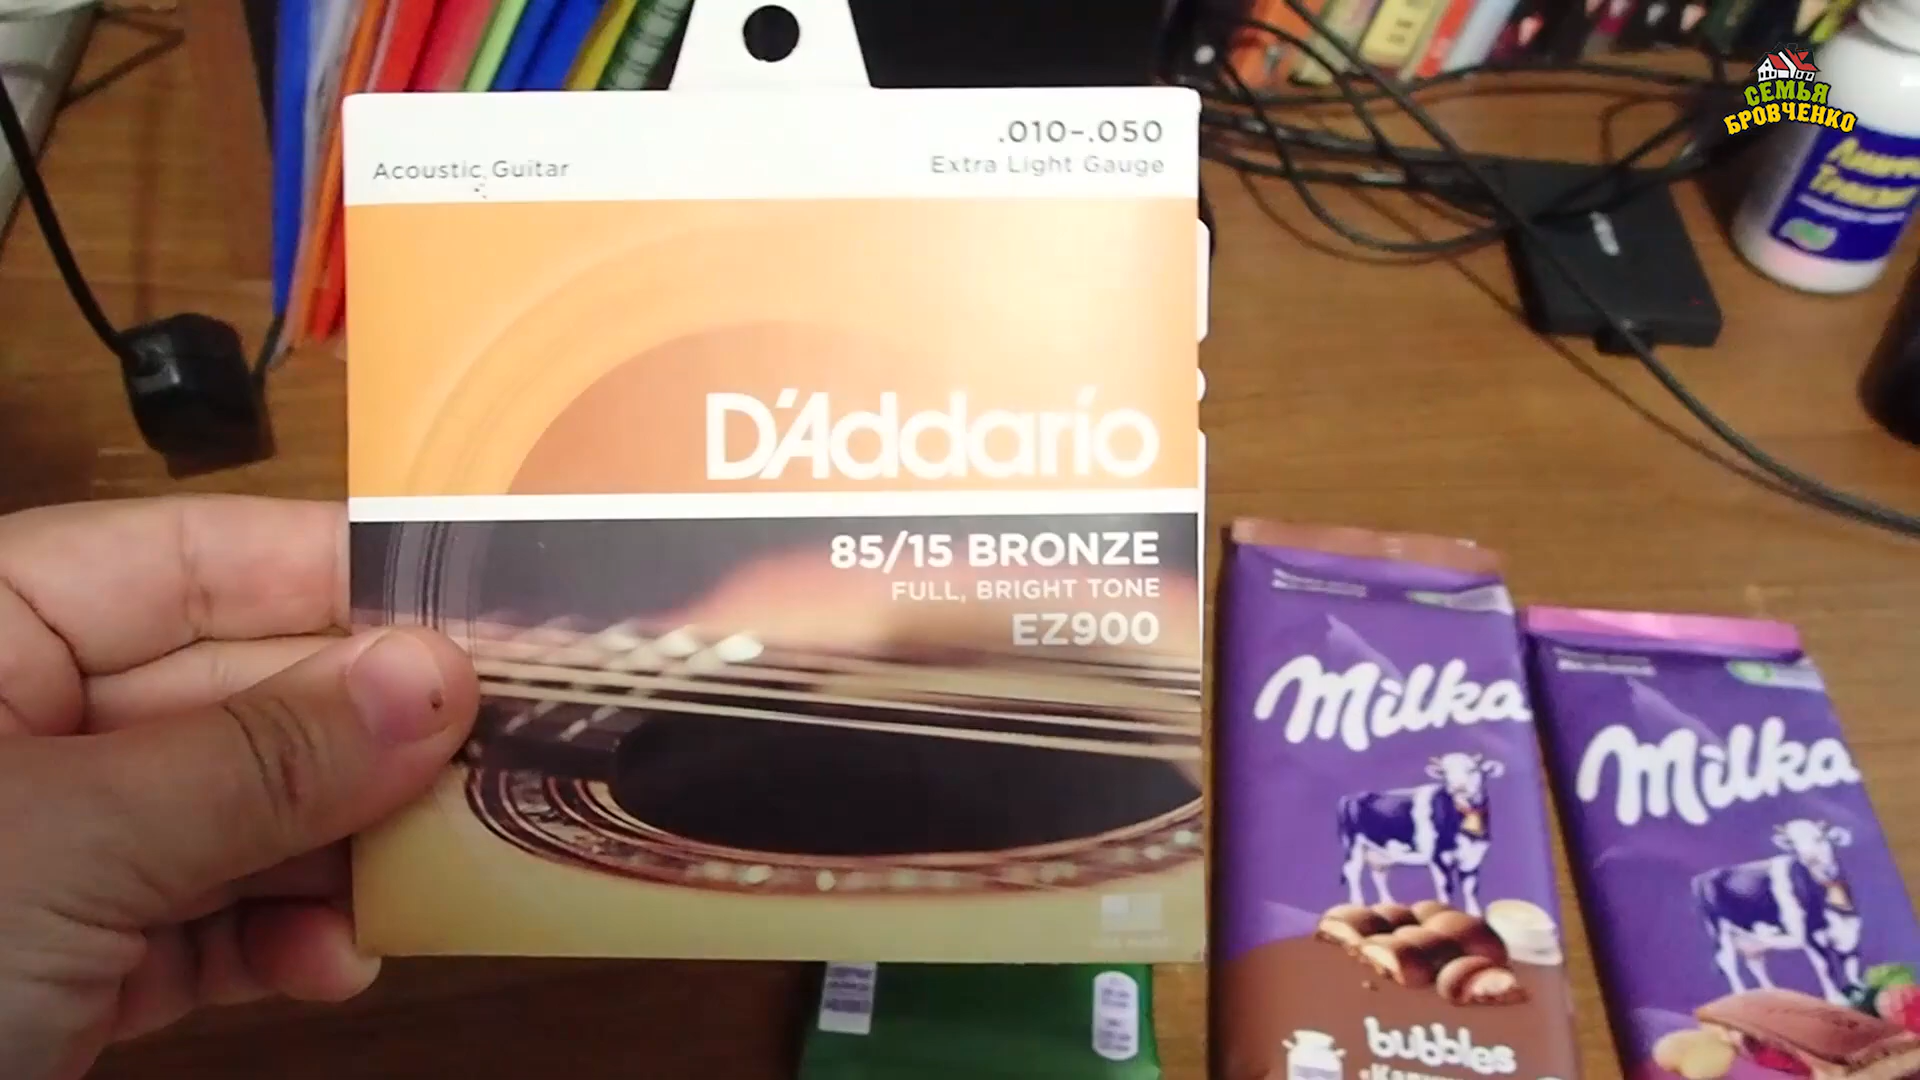 .010-.050
Acoustic Guitar
Extra Light Gauge
D'Addario
85/15 BRONZE
FULL, BRIGHT TONE
EZ900
СЕМЬЯ
БРОВЧЕНКО
Milka
bubbles
Milka